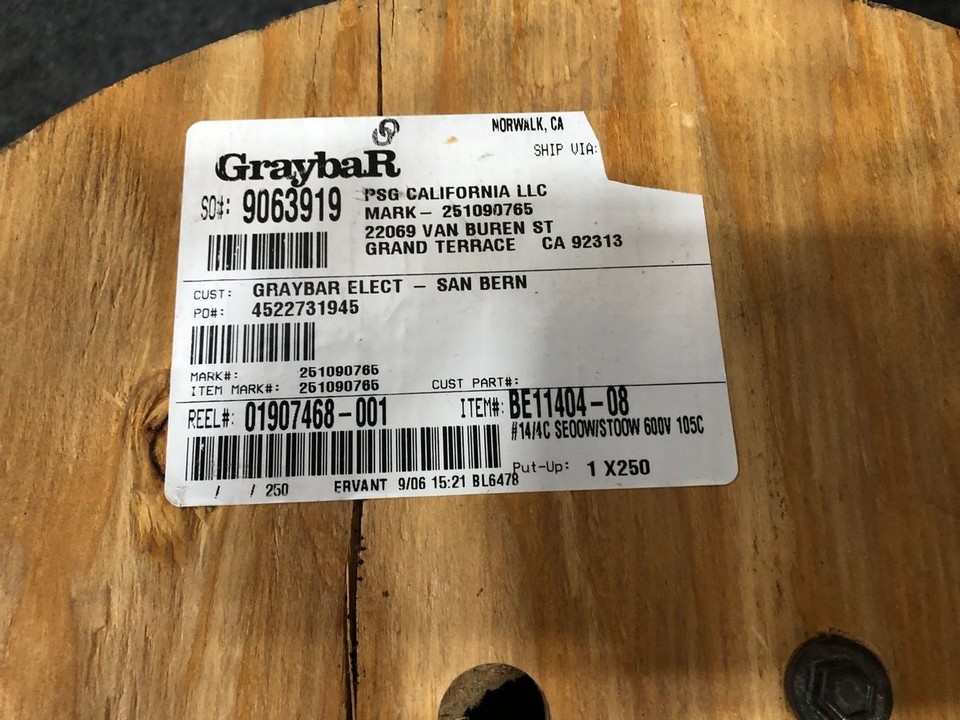 NORWALK, CA
SHIP VIA:
GraybaR
SO#: 9063919
PSG CALIFORNIA LLC
MARK – 251090765
22069 VAN BUREN ST
GRAND TERRACE CA 92313
CUST: GRAYBAR ELECT – SAN BERN
PO#: 4522731945
MARK#: 251090765
ITEM MARK#: 251090765
CUST PART#:
REEL#: 01907468-001
ITEM#: BE11404-08
#14/4C SEOOW/STOOW 600V 105C
Put-Up: 1 X250
/ / 250 ERVANT 9/06 15:21 BL6478